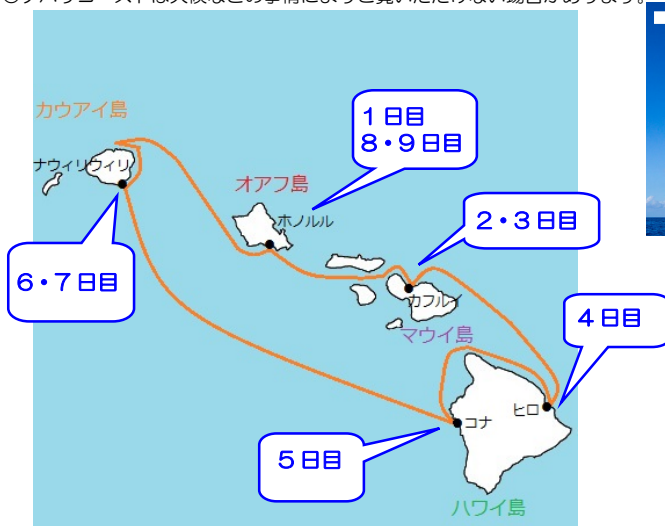 カウアイ島
ナウィリウィリ
1日目
8・9日目
オアフ島
ホノルル
2・3日目
6・7日目
カフルイ
マウイ島
4日目
ヒロ
コナ
5日目
ハワイ島